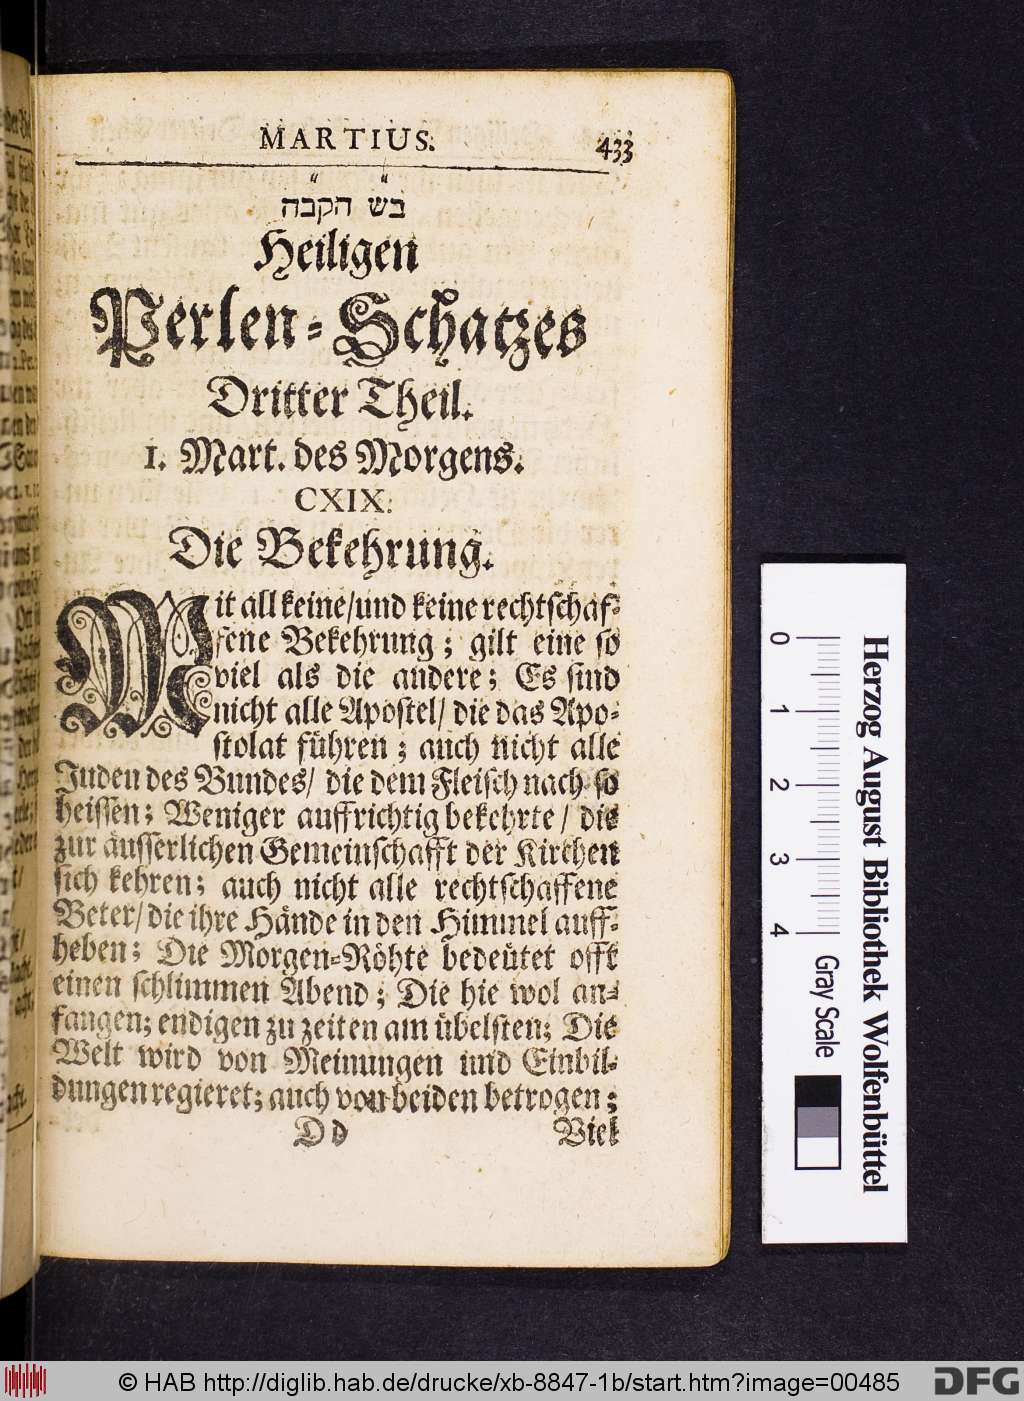 MARTIUS.
433
בש״ הקב״ה
Heiligen
Perlen-Schatzes
Dritter Theil.
1. Mart. des Morgens.
CXIX.
Die Bekehrung.
Mit all keine/und keine rechtschaf-
fene Bekehrung; gilt eine so
viel als die andere; Es sind
nicht alle Apostel/ die das Apo-
stolat führen; auch nicht alle
Juden des Bundes/ die dem Fleisch nach so
heissen; Weniger auffrichtig bekehrte/ die
zur äusserlichen Gemeinschafft der Kirchen
sich kehren; auch nicht alle rechtschaffene
Beter/ die ihre Hände in den Himmel auff-
heben; Die Morgen-Röhte bedeütet offt
einen schlimmen Abend; Die hie wol an-
fangen; endigen zu zeiten am übelsten; Die
Welt wird von Meinungen und Einbil-
dungen regieret; auch von beiden betrogen;
Dd
Viel
0 1 2 3 4
Gray Scale
Herzog August Bibliothek Wolfenbüttel
© HAB http://diglib.hab.de/drucke/xb-8847-1b/start.htm?image=00485
DFG